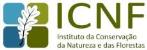 ICNF
Instituto da Conservação
da Natureza e das Florestas